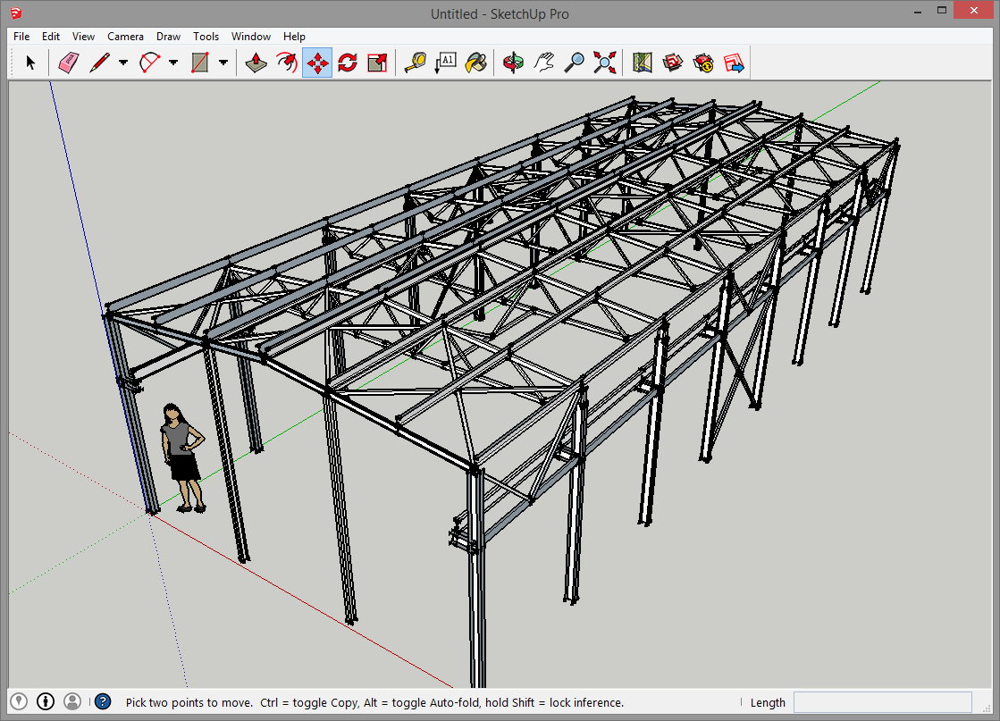 Untitled - SketchUp Pro
File Edit View Camera Draw Tools Window Help
A1
Pick two points to move. Ctrl = toggle Copy, Alt = toggle Auto-fold, hold Shift = lock inference. Length